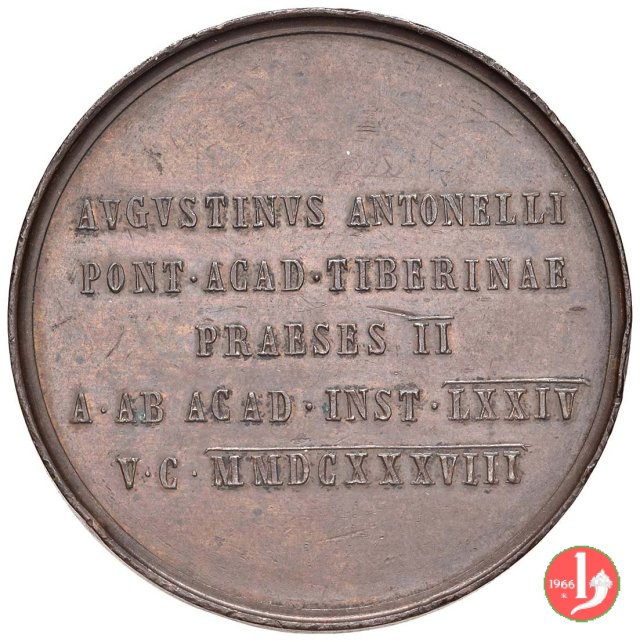 AVGVSTINVS ANTONELLI
PONT·ACAD·TIBERINAE
PRAESES II
A·AB ACAD·INST·LXXIV
V·C·MMDCXXXVIII
1966